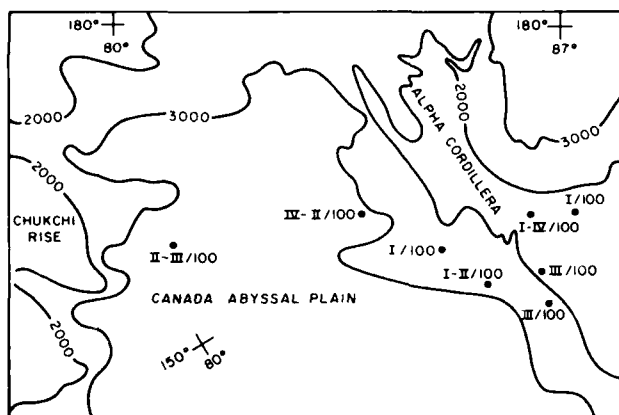 180°
80°
180°
87°
2000
3000
2000
3000
ALPHA CORDILLERA
2000
CHUKCHI
RISE
II~III/100
IV-II/100
I/100
I-IV/100
I/100
I-II/100
III/100
III/100
CANADA ABYSSAL PLAIN
2000
150°
80°